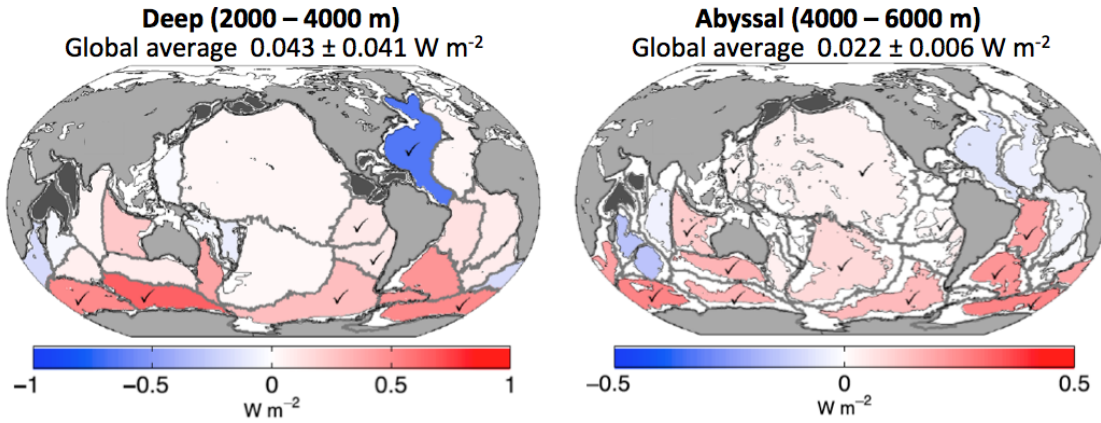 Deep (2000 – 4000 m)
Global average 0.043 ± 0.041 W m⁻²
−1 −0.5 0 0.5 1
W m⁻²
Abyssal (4000 – 6000 m)
Global average 0.022 ± 0.006 W m⁻²
−0.5 0 0.5
W m⁻²